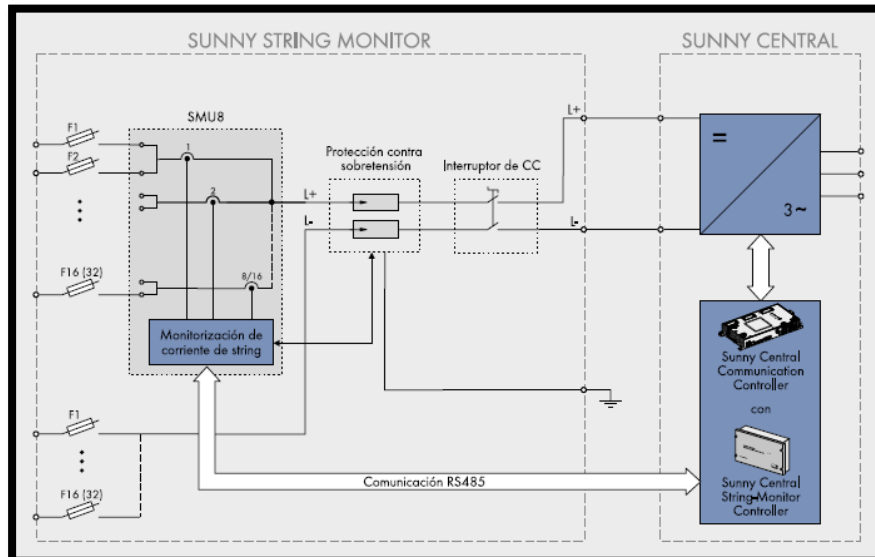 SUNNY STRING MONITOR
SUNNY CENTRAL
SMU8
F1
F2
1
2
8/16
F16 (32)
Monitorización de
corriente de string
L+
L-
Protección contra
sobretensión
Interruptor de CC
L+
L-
=
3~
F1
F16 (32)
Comunicación RS485
Sunny Central
Communication
Controller
con
Sunny Central
String-Monitor
Controller